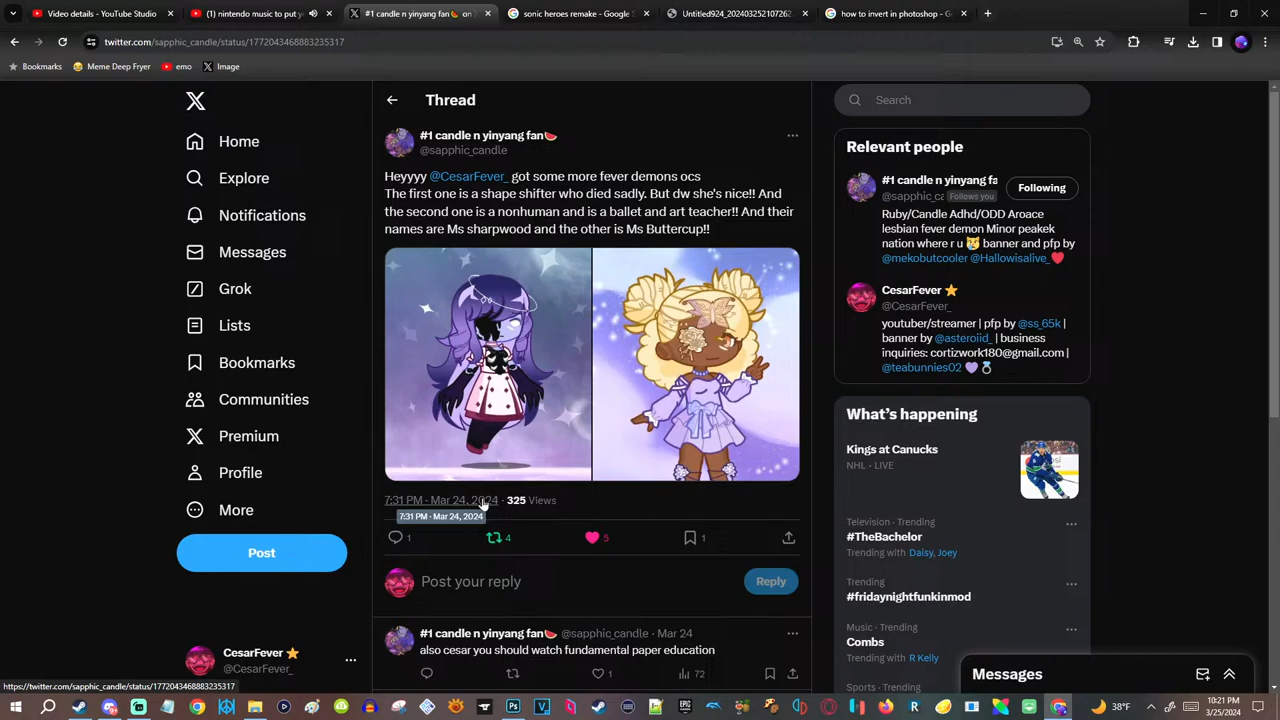 Video details - YouTube Studio
(1) nintendo music to put y
#1 candle n yinyang fan🍉 on
sonic heroes remake - Google S
Untitled924_20240325210726
how to invert in photoshop - G
twitter.com/sapphic_candle/status/1772043468883235317
Bookmarks
Meme Deep Fryer
emo
Image
Home
Explore
Notifications
Messages
Grok
Lists
Bookmarks
Communities
Premium
Profile
More
Post
CesarFever ⭐
@CesarFever_
https://twitter.com/sapphic_candle/status/1772043468883235317
Thread
#1 candle n yinyang fan🍉
@sapphic_candle
Heyyyy @CesarFever_ got some more fever demons ocs
The first one is a shape shifter who died sadly. But dw she's nice!! And
the second one is a nonhuman and is a ballet and art teacher!! And their
names are Ms sharpwood and the other is Ms Buttercup!!
7:31 PM · Mar 24, 2024 · 325 Views
7:31 PM · Mar 24, 2024
1
4
5
1
Post your reply
Reply
#1 candle n yinyang fan🍉 @sapphic_candle · Mar 24
also cesar you should watch fundamental paper education
1
72
Search
Relevant people
#1 candle n yinyang fa
@sapphic_ca
Follows you
Following
Ruby/Candle Adhd/ODD Aroace
lesbian fever demon Minor peakek
nation where r u 😿 banner and pfp by
@mekobutcooler @Hallowisalive_❤️
CesarFever ⭐
@CesarFever_
youtuber/streamer | pfp by @ss_65k |
banner by @asteroiid_ | business
inquiries: cortizwork180@gmail.com |
@teabunnies02 💜 💍
What's happening
Kings at Canucks
NHL · LIVE
Television · Trending
#TheBachelor
Trending with Daisy, Joey
Trending
#fridaynightfunkinmod
Music · Trending
Combs
Trending with R Kelly
Sports · Trending
Messages
38°F
10:21 PM
3/25/2024